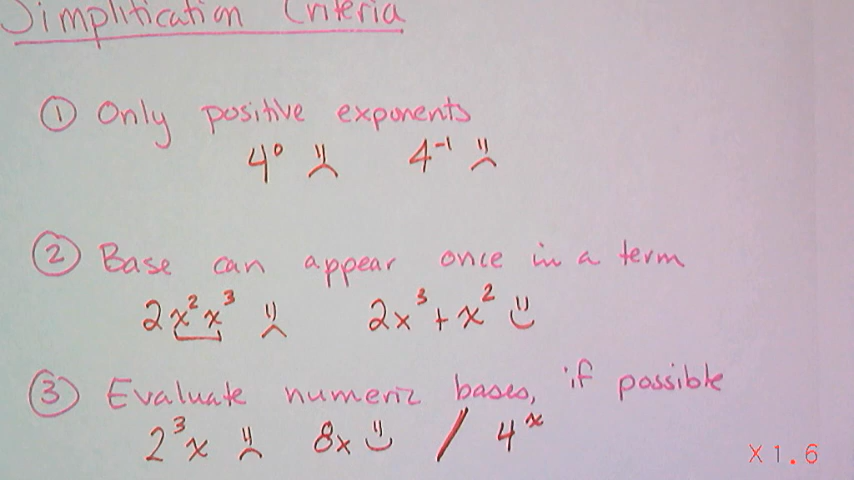 Simplification Criteria
① Only positive exponents
4⁰ ☹ 4⁻¹ ☹
② Base can appear once in a term
2x²x³ ☹ 2x³+x² ☺
③ Evaluate numeric bases, if possible
2³x ☹ 8x ☺ / 4ˣ
X1.6